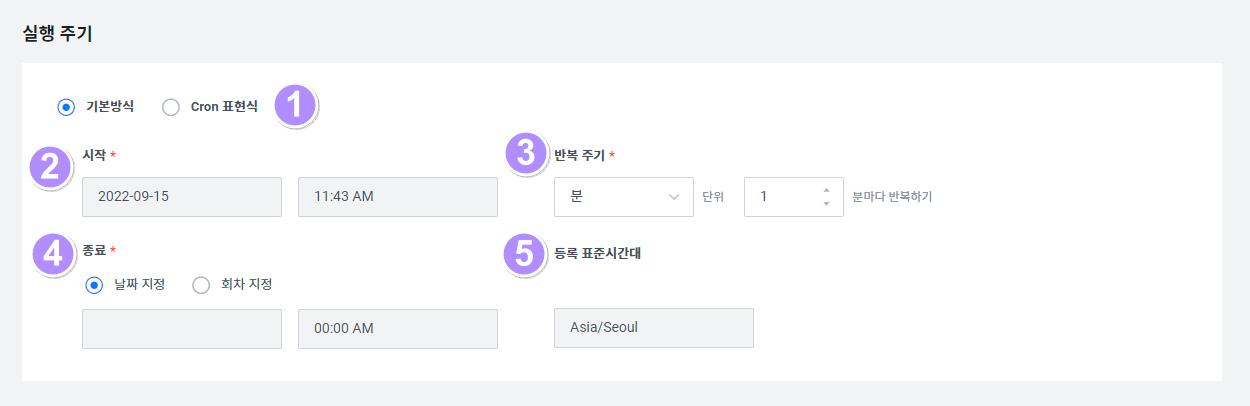 실행 주기
기본방식 Cron 표현식 1
2 시작 * 3 반복 주기 *
2022-09-15 11:43 AM 분 단위 1 분마다 반복하기
4 종료 * 5 등록 표준시간대
날짜 지정 회차 지정
00:00 AM Asia/Seoul